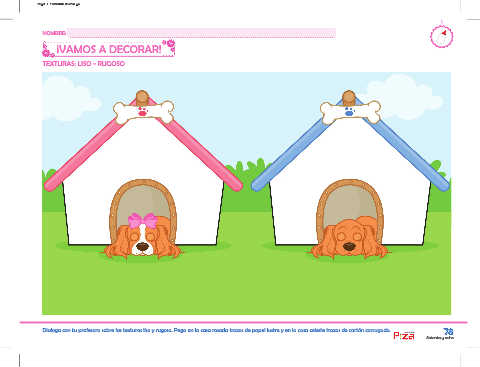 NOMBRE:
¡VAMOS A DECORAR!
TEXTURAS: LISO - RUGOSO
Dialoga con tu profesora sobre las texturas lisa y rugosa. Pega en la casa rosada trozos de papel lustre y en la casa celeste trozos de cartón corrugado.
78